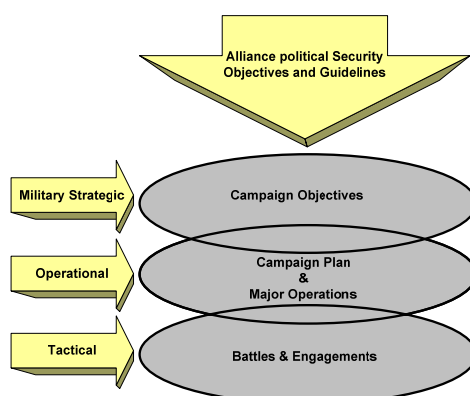 Alliance political Security
Objectives and Guidelines
Military Strategic
Campaign Objectives
Operational
Campaign Plan
&
Major Operations
Tactical
Battles & Engagements